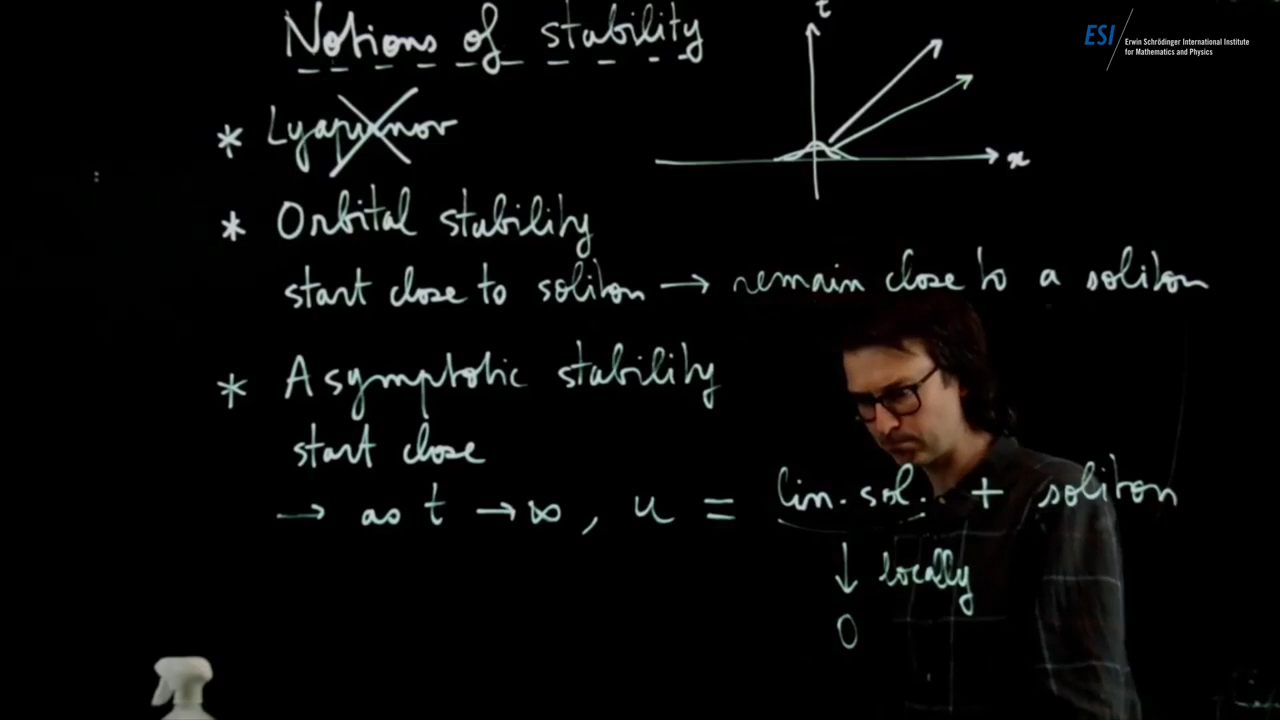 Notions of stability
t
x
ESI Erwin Schrödinger International Institute
for Mathematics and Physics
* Lyapunov
* Orbital stability
start close to soliton → remain close to a soliton
* Asymptotic stability
start close
→ as t → ∞, u = lin. sol. + soliton
↓ locally
0